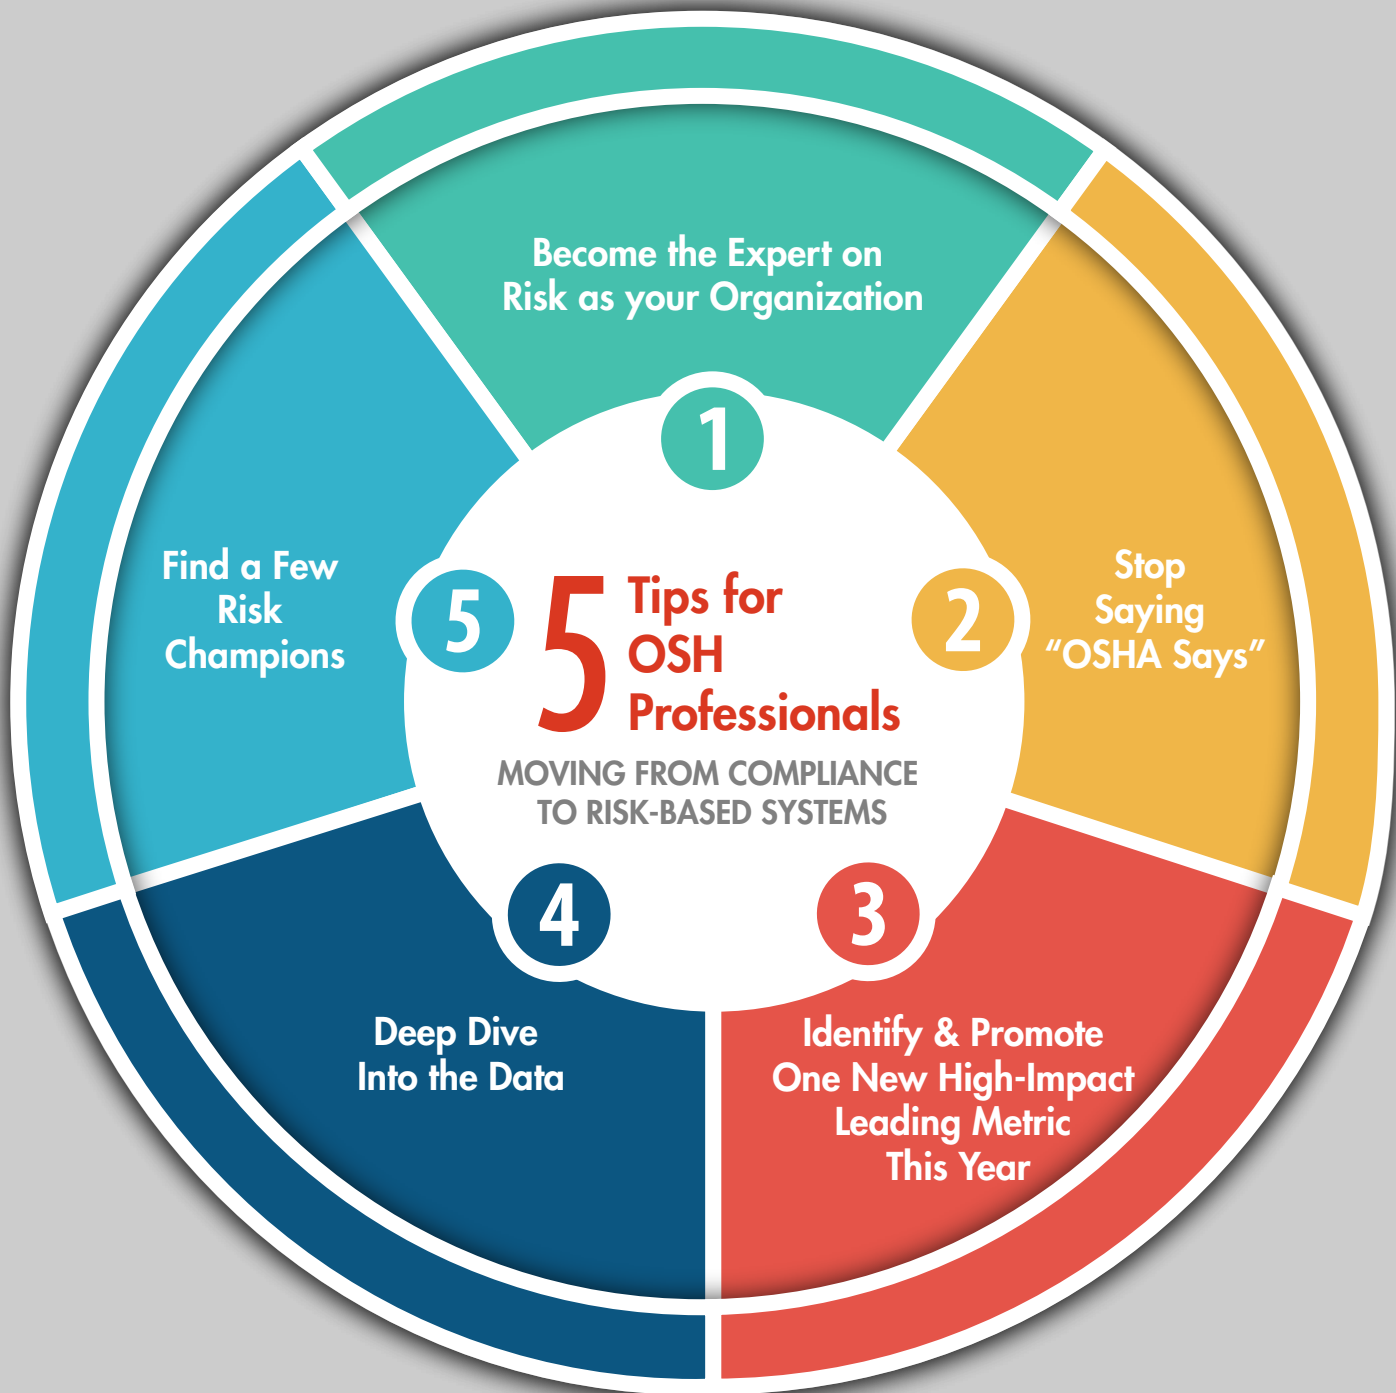 5 Tips for
OSH
Professionals
MOVING FROM COMPLIANCE
TO RISK-BASED SYSTEMS
1
Become the Expert on
Risk as your Organization
2
Stop
Saying
“OSHA Says”
3
Identify & Promote
One New High-Impact
Leading Metric
This Year
4
Deep Dive
Into the Data
5
Find a Few
Risk
Champions